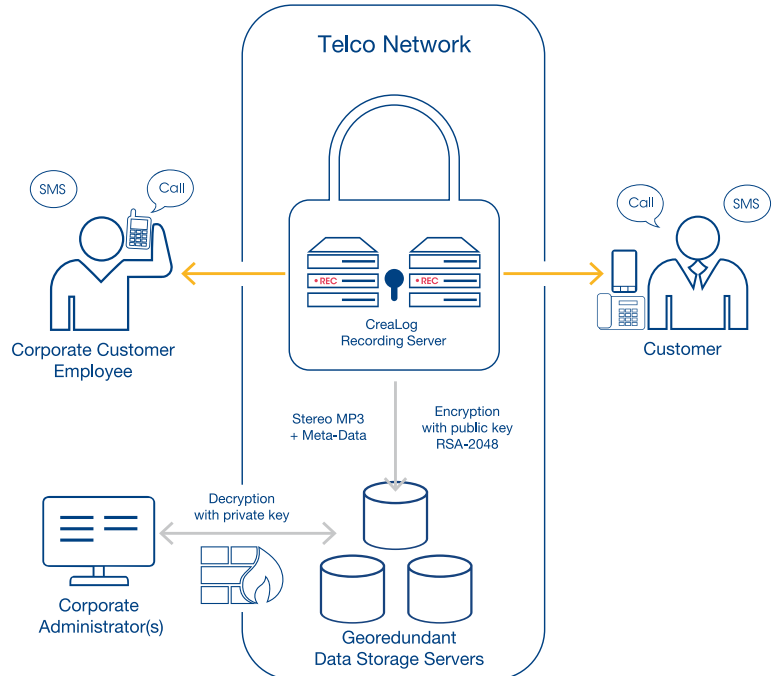 Telco Network
SMS
Call
Call
SMS
• REC
• REC
CreaLog
Recording Server
Corporate Customer
Employee
Customer
Stereo MP3
+ Meta-Data
Encryption
with public key
RSA-2048
Decryption
with private key
Corporate
Administrator(s)
Georedundant
Data Storage Servers